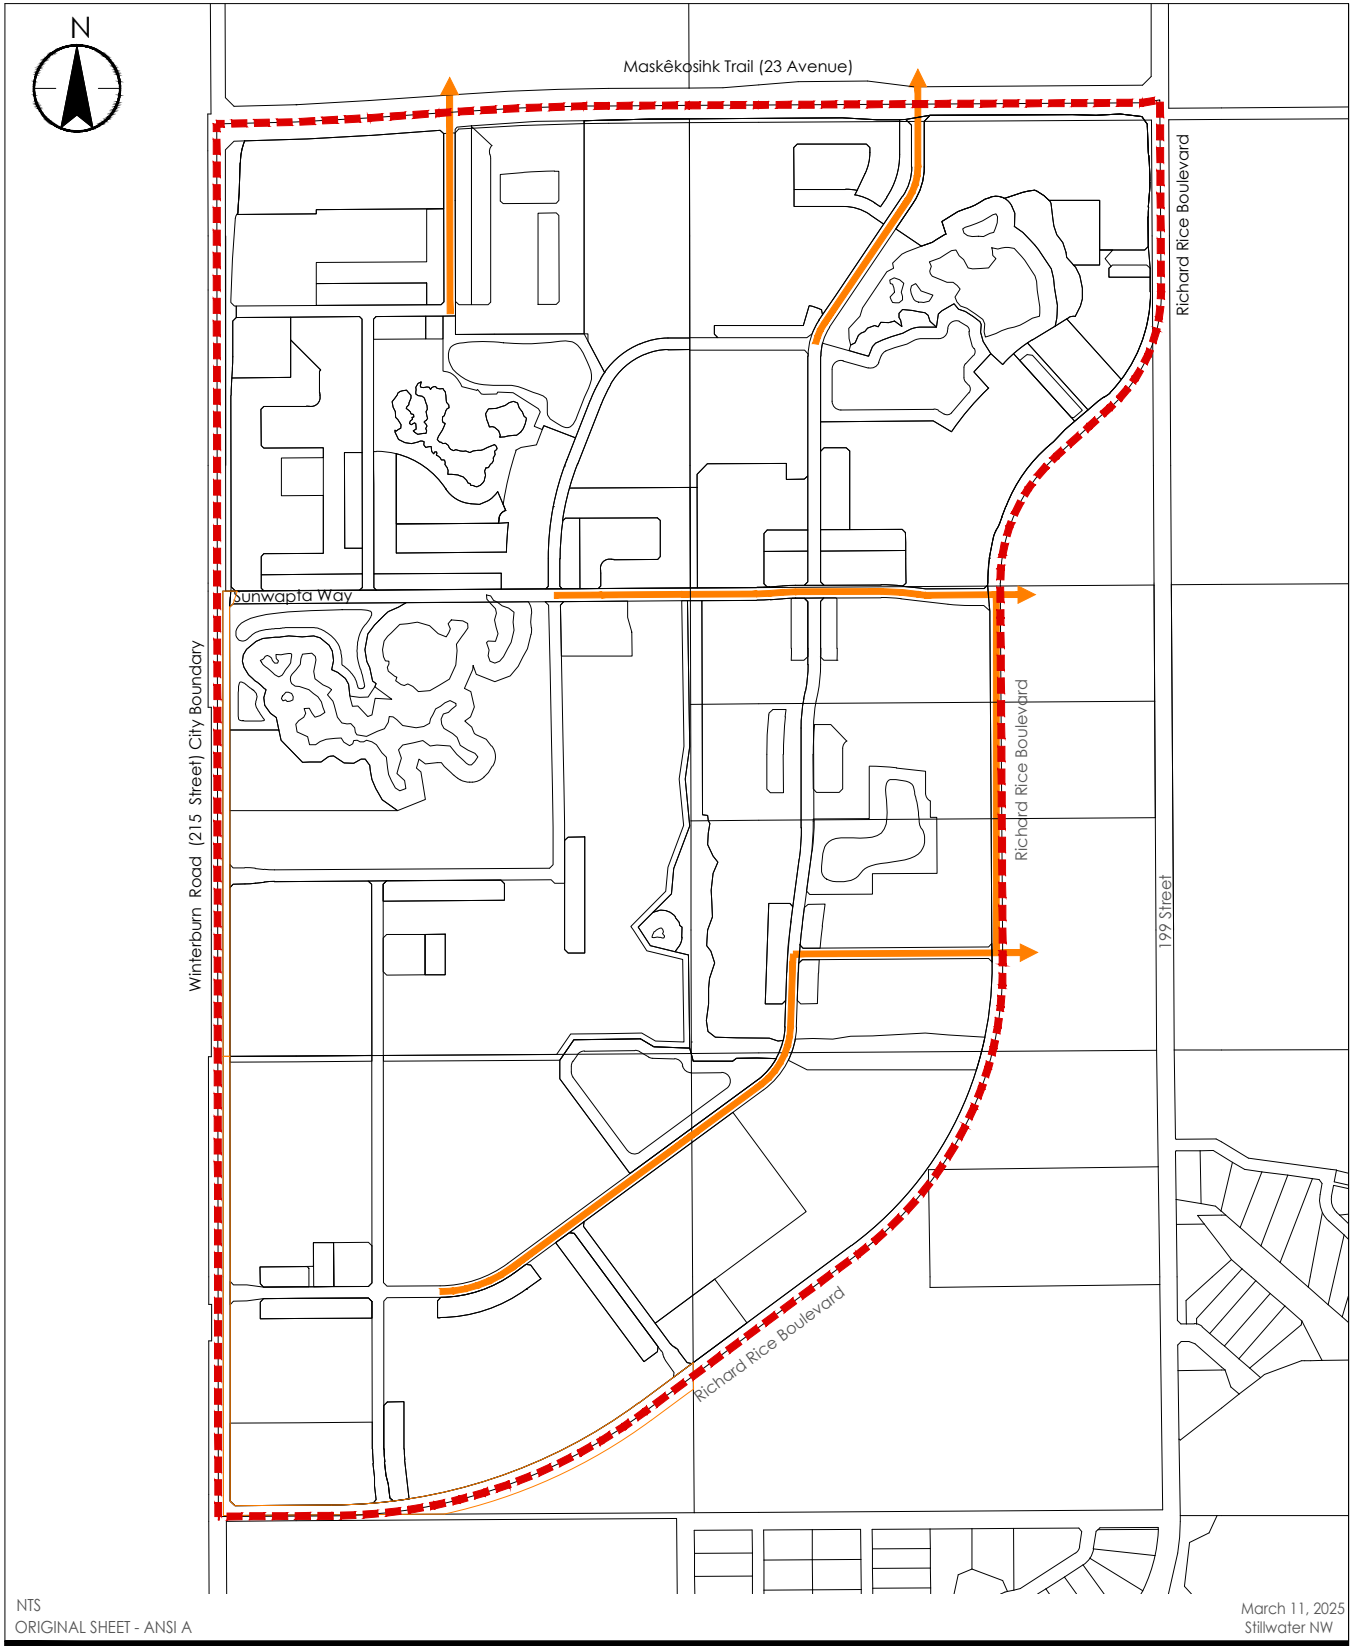 N
Maskêkosihk Trail (23 Avenue)
Richard Rice Boulevard
Sunwapta Way
Winterburn Road (215 Street) City Boundary
Richard Rice Boulevard
199 Street
Richard Rice Boulevard
NTS
ORIGINAL SHEET - ANSI A
March 11, 2025
Stillwater NW